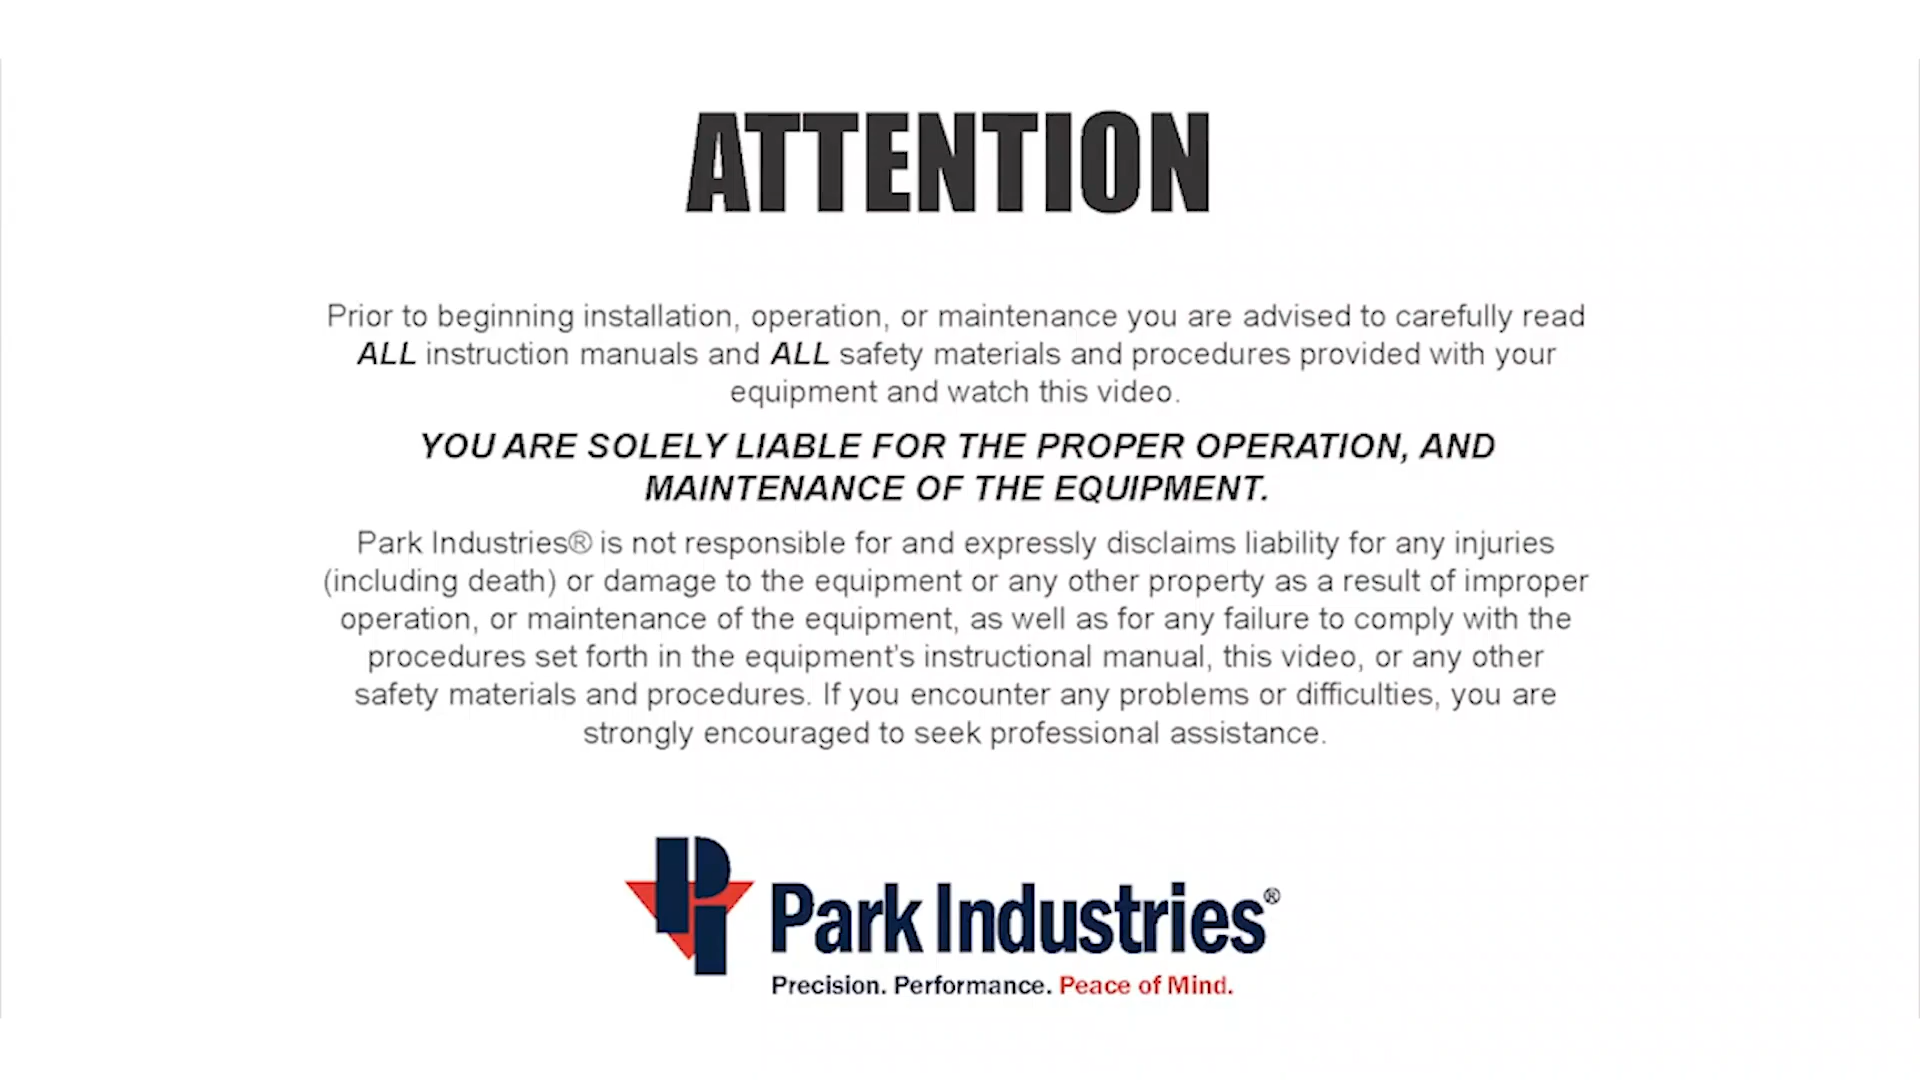 ATTENTION
Prior to beginning installation, operation, or maintenance you are advised to carefully read
ALL instruction manuals and ALL safety materials and procedures provided with your
equipment and watch this video.
YOU ARE SOLELY LIABLE FOR THE PROPER OPERATION, AND
MAINTENANCE OF THE EQUIPMENT.
Park Industries® is not responsible for and expressly disclaims liability for any injuries
(including death) or damage to the equipment or any other property as a result of improper
operation, or maintenance of the equipment, as well as for any failure to comply with the
procedures set forth in the equipment's instructional manual, this video, or any other
safety materials and procedures. If you encounter any problems or difficulties, you are
strongly encouraged to seek professional assistance.
PI Park Industries®
Precision. Performance. Peace of Mind.